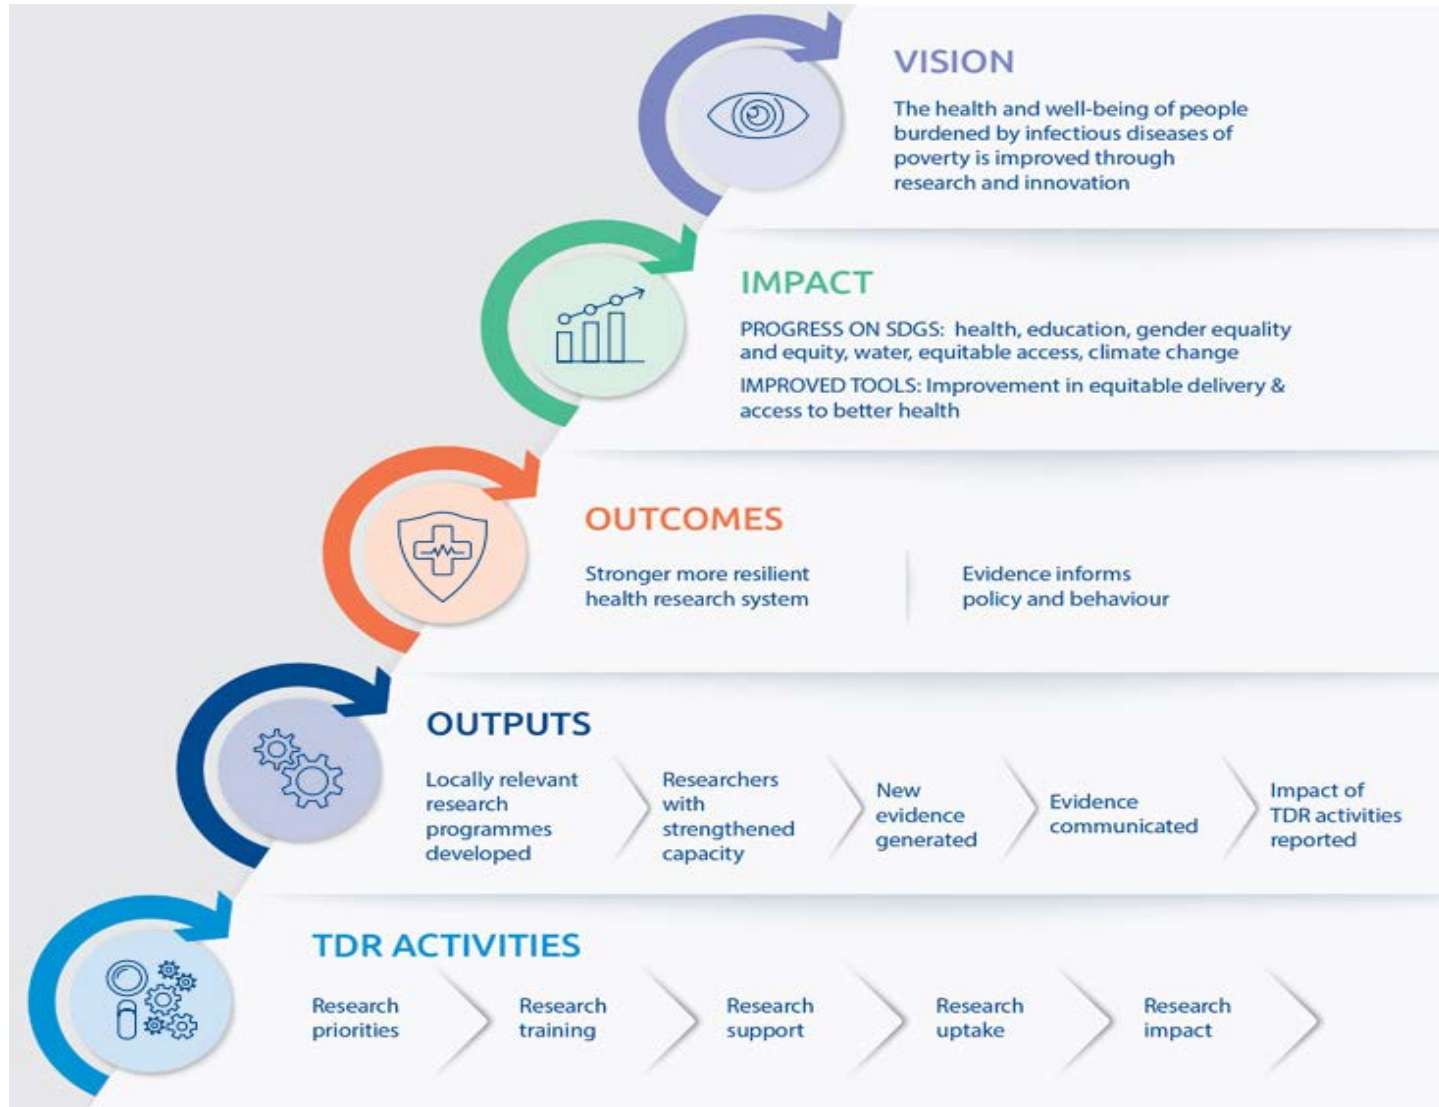 VISION
The health and well-being of people
burdened by infectious diseases of
poverty is improved through
research and innovation
IMPACT
PROGRESS ON SDGS: health, education, gender equality
and equity, water, equitable access, climate change
IMPROVED TOOLS: Improvement in equitable delivery &
access to better health
OUTCOMES
Stronger more resilient
health research system
Evidence informs
policy and behaviour
OUTPUTS
Locally relevant
research
programmes
developed
Researchers
with
strengthened
capacity
New
evidence
generated
Evidence
communicated
Impact of
TDR activities
reported
TDR ACTIVITIES
Research
priorities
Research
training
Research
support
Research
uptake
Research
impact